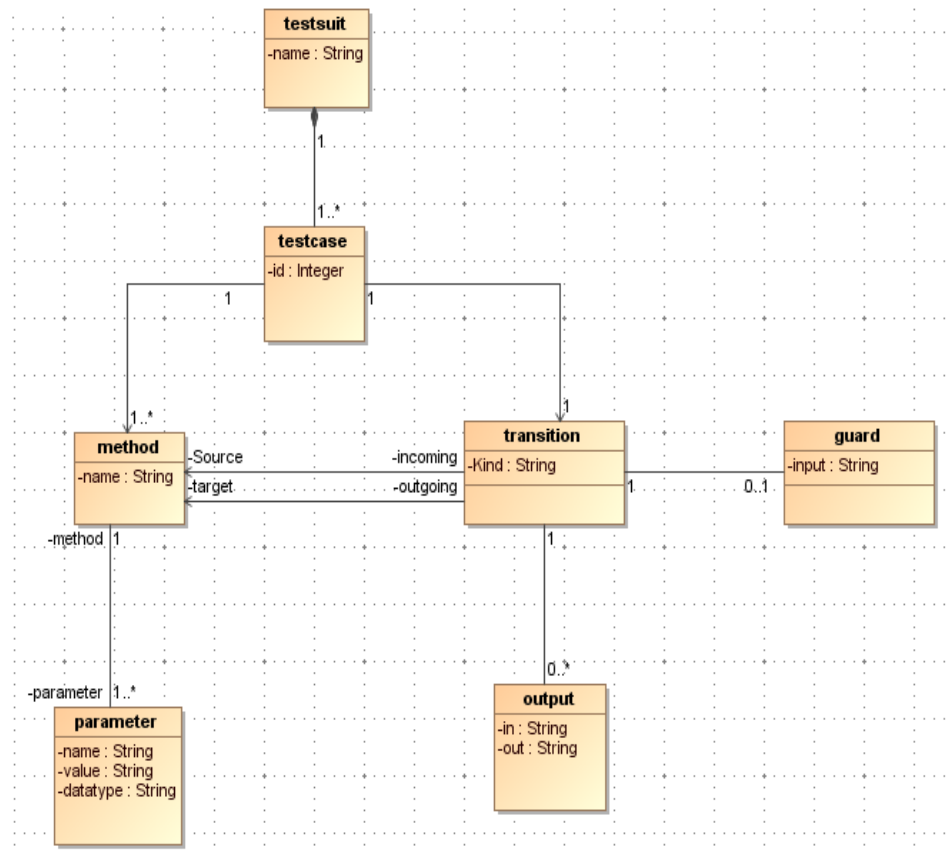 testsuit
-name : String
1
1..*
testcase
-id : Integer
1
1
1..*
1
method
-name : String
-Source
-incoming
-target
-outgoing
transition
-Kind : String
1
0..1
guard
-input : String
-method
1
1
-parameter
1..*
0..*
parameter
-name : String
-value : String
-datatype : String
output
-in : String
-out : String